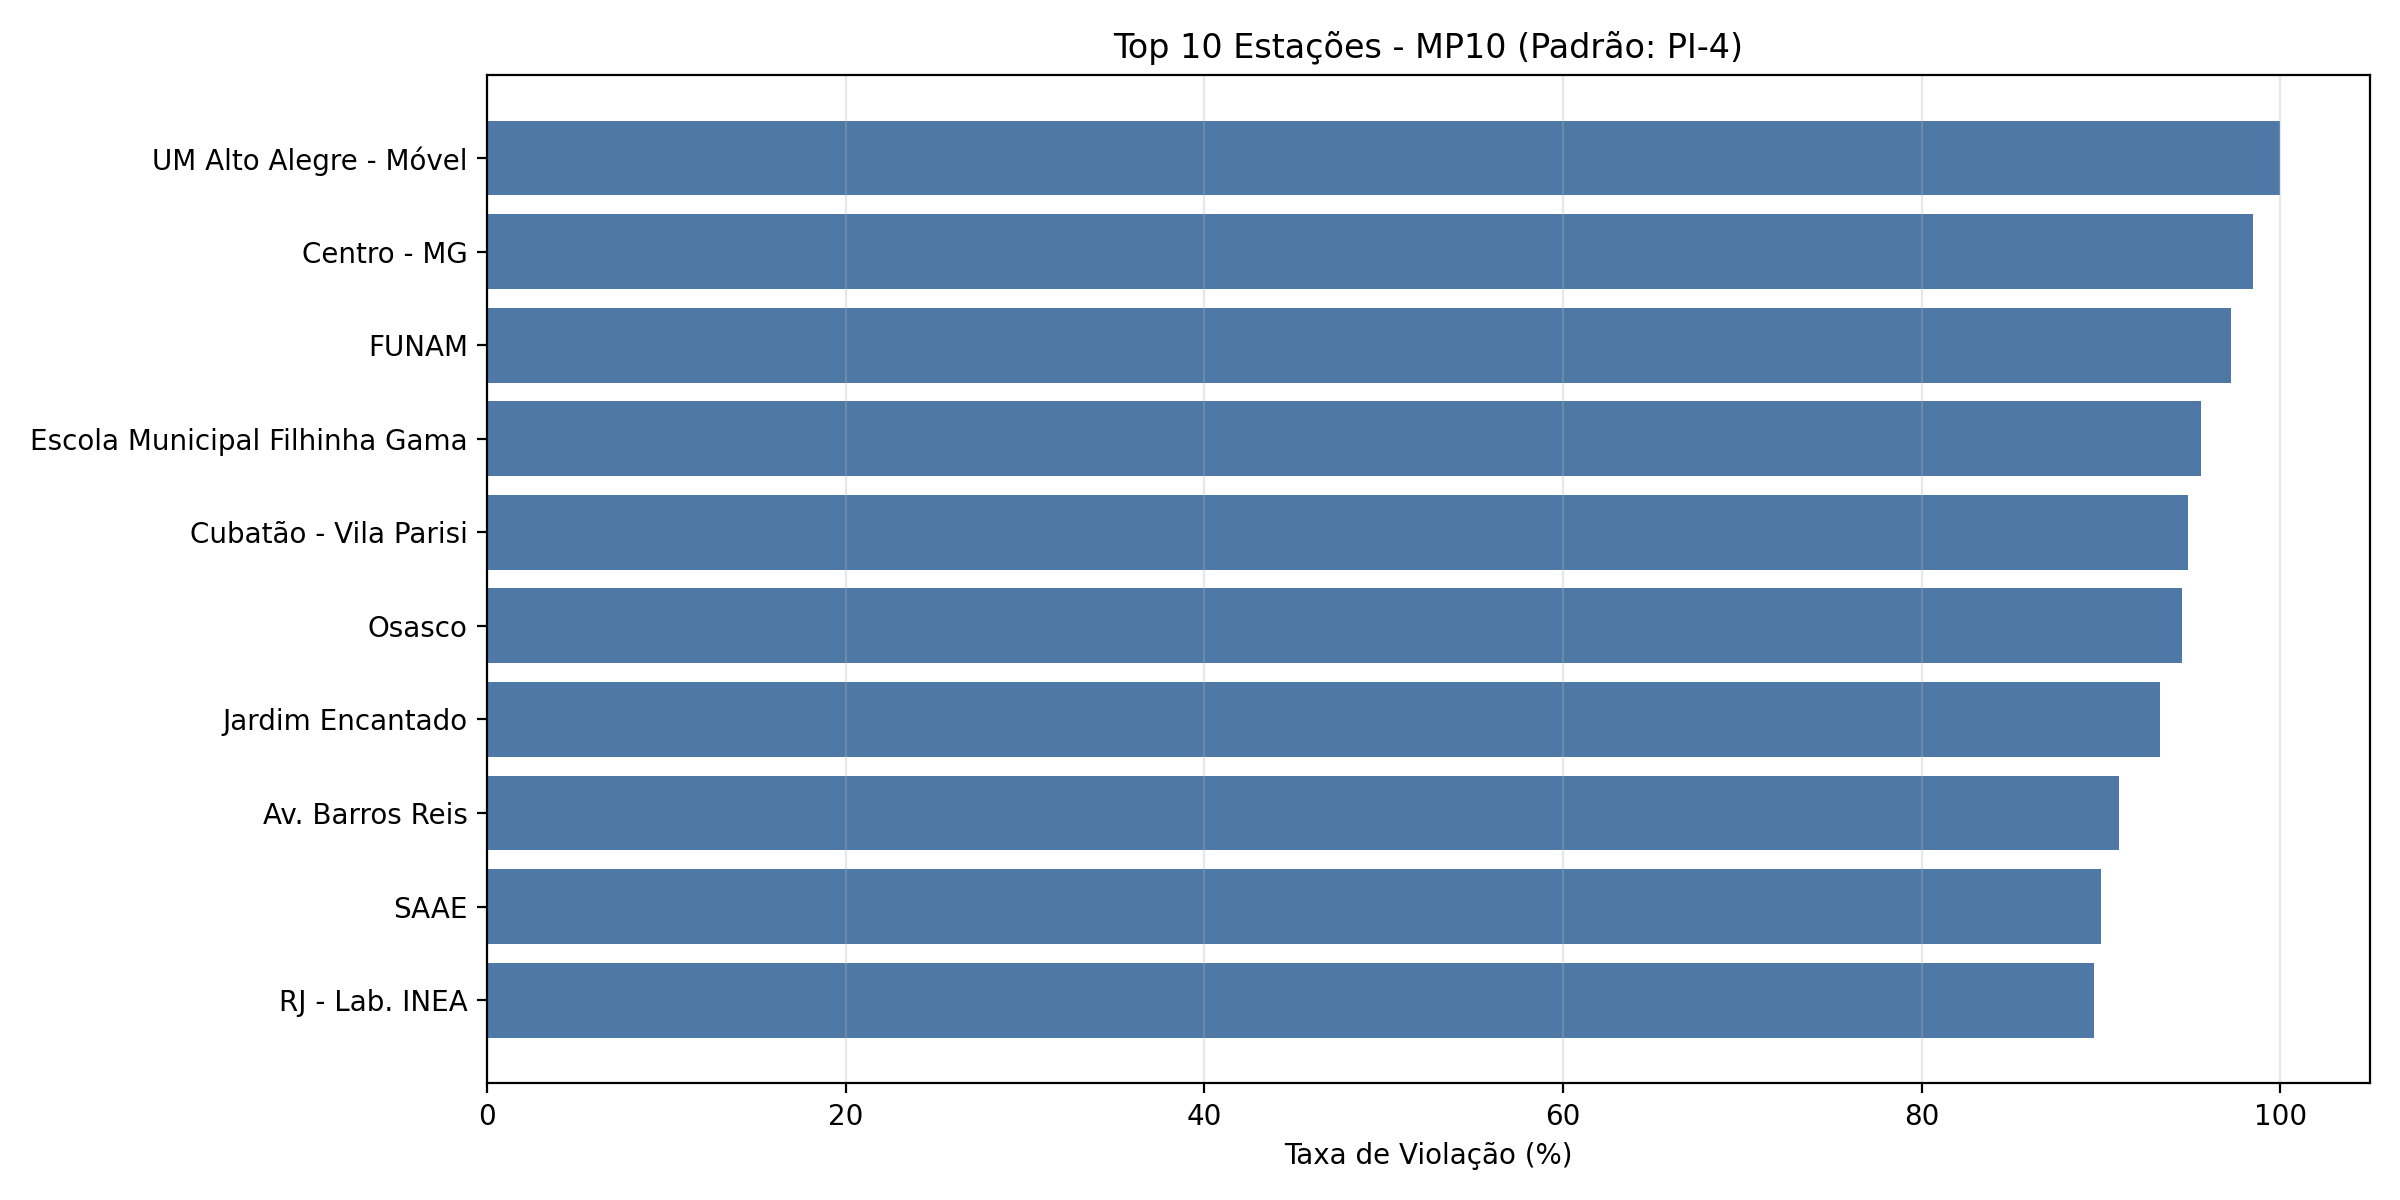 Top 10 Estações - MP10 (Padrão: PI-4)
UM Alto Alegre - Móvel
Centro - MG
FUNAM
Escola Municipal Filhinha Gama
Cubatão - Vila Parisi
Osasco
Jardim Encantado
Av. Barros Reis
SAAE
RJ - Lab. INEA
0 20 40 60 80 100
Taxa de Violação (%)